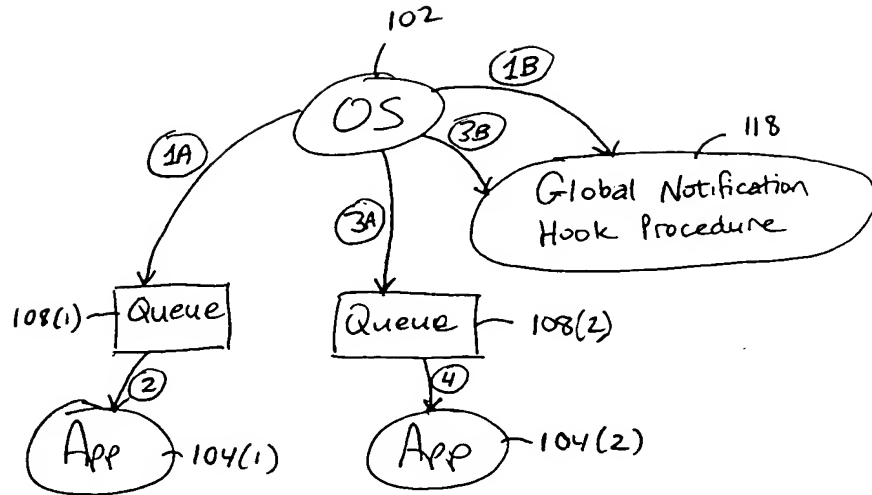 102
OS
1B
3B
118
1A
Global Notification
Hook Procedure
3A
108(1)
Queue
Queue
108(2)
2
4
App
104(1)
App
104(2)